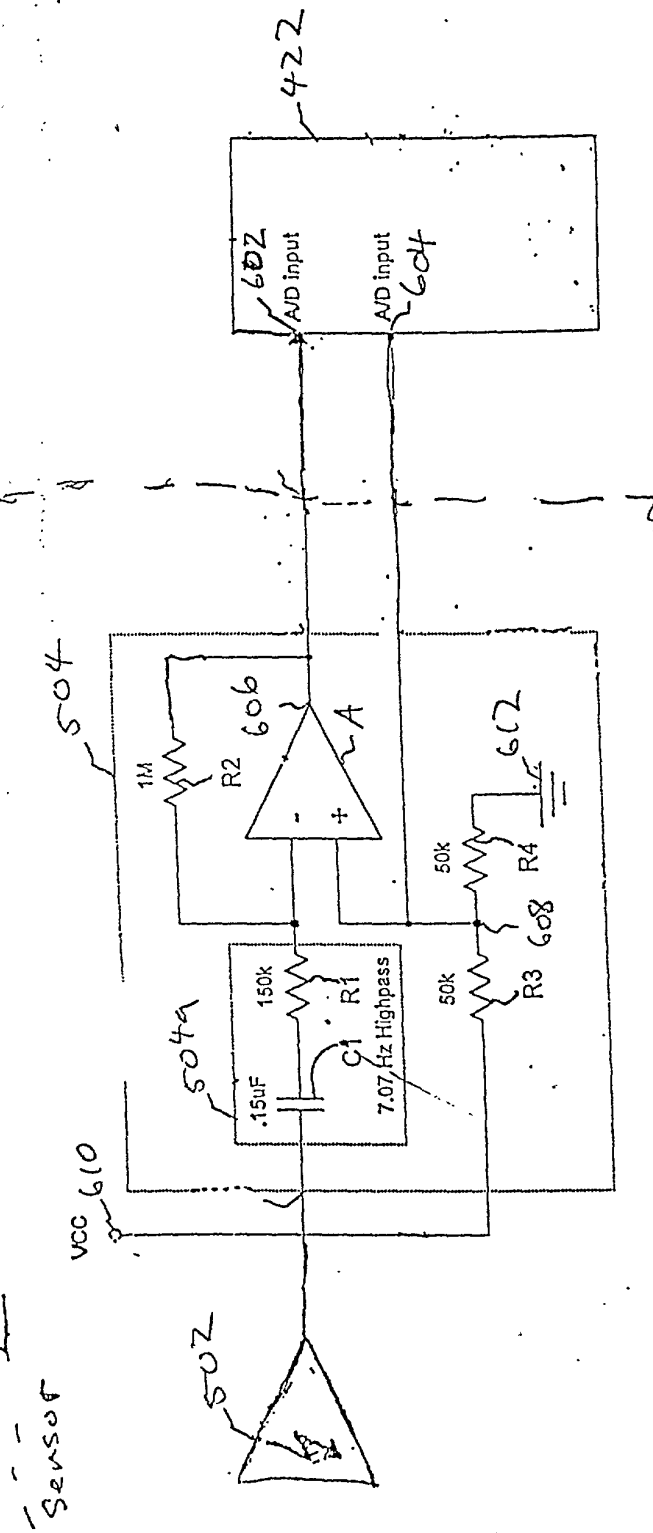 Sensor
502
VCC 610
504a
.15uF
C1
150k
R1
7.07 Hz Highpass
504
1M
R2
606
A
-
+
50k
R3
608
50k
R4
612
602
A/D input
A/D input
604
422